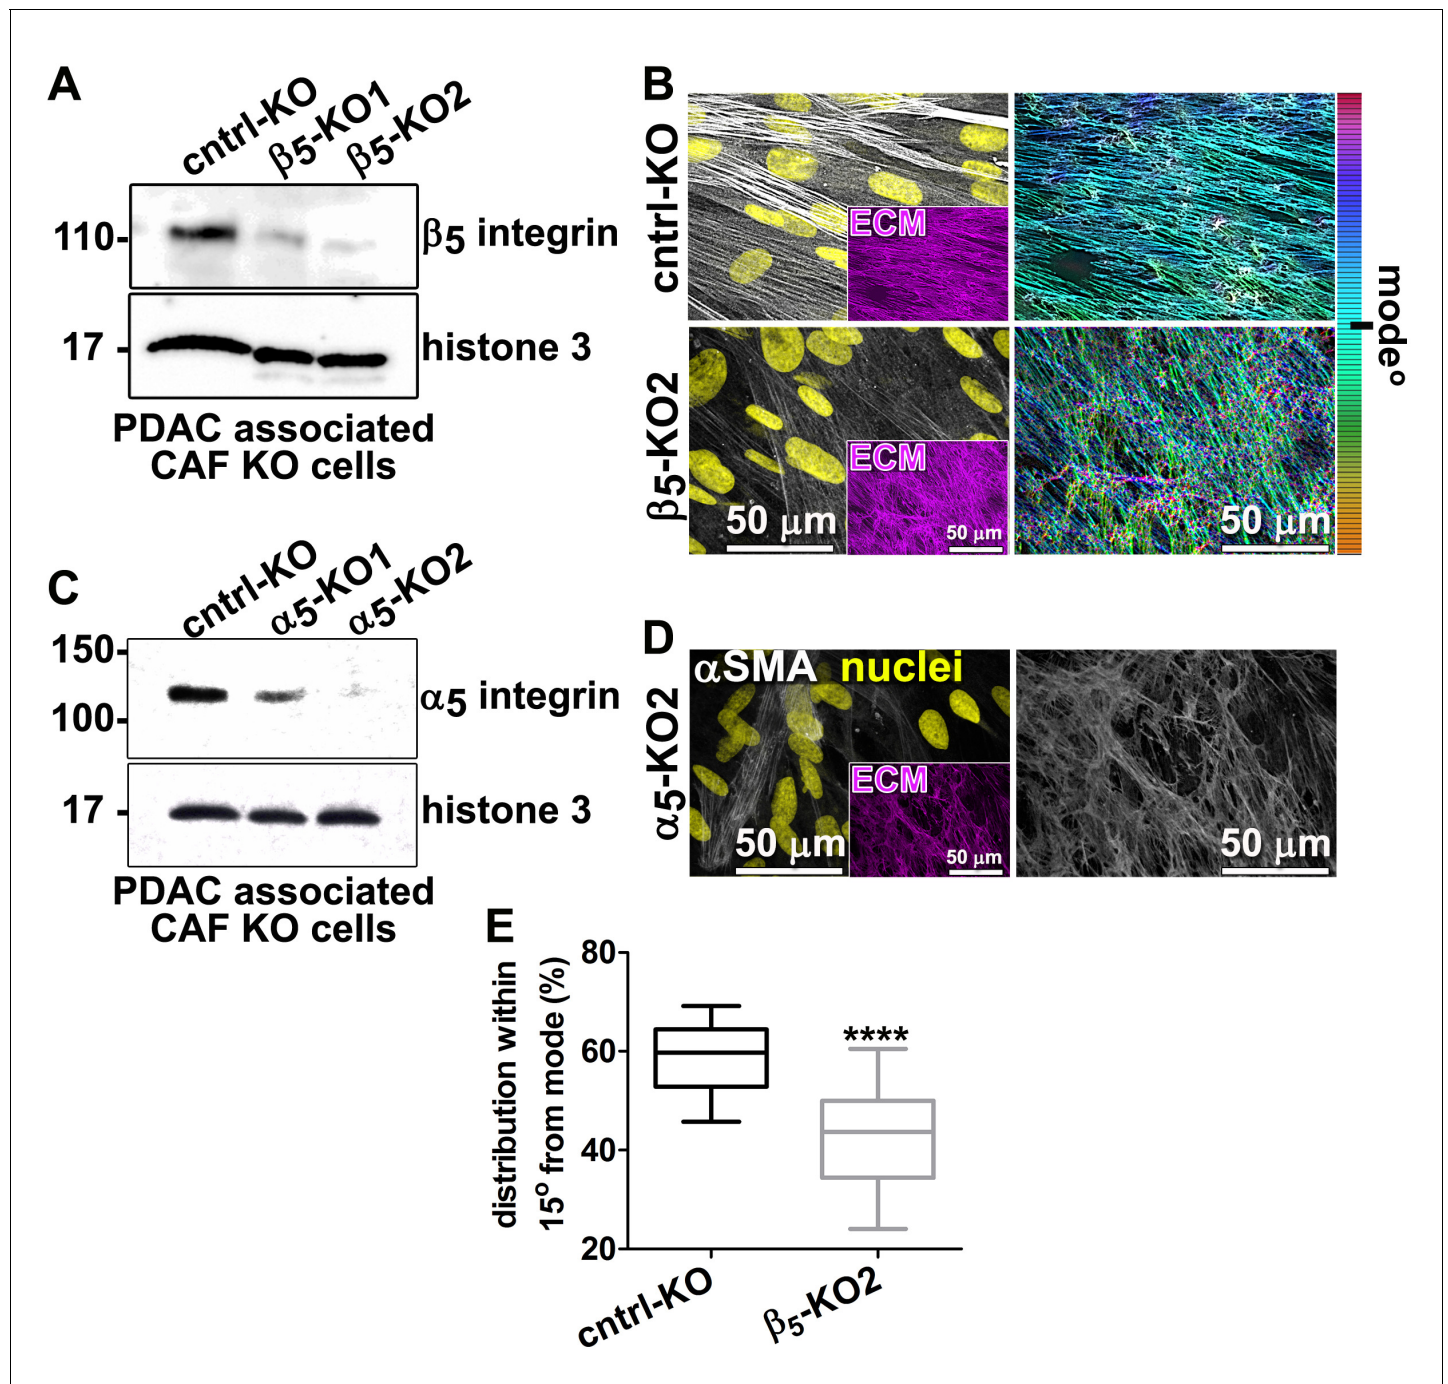 A
cntrl-KO
β5-KO1
β5-KO2
110-
β5 integrin
17-
histone 3
PDAC associated
CAF KO cells
B
cntrl-KO
ECM
β5-KO2
ECM
50 μm
50 μm
50 μm
modeº
C
cntrl-KO
α5-KO1
α5-KO2
150-
100-
α5 integrin
17-
histone 3
PDAC associated
CAF KO cells
D
α5-KO2
αSMA nuclei
ECM
50 μm
50 μm
50 μm
E
distribution within
15º from mode (%)
80
60
40
20
****
cntrl-KO
β5-KO2